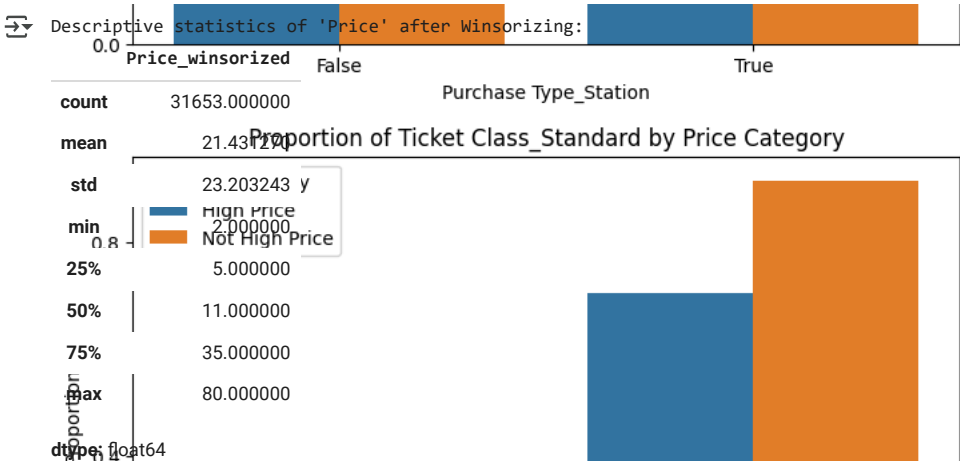 Descriptive statistics of 'Price' after Winsorizing:
0.0
Price_winsorized
False
True
Purchase Type_Station
count 31653.000000
Proportion of Ticket Class_Standard by Price Category
mean 21.431270
std 23.203243
y
High Price
min 2.000000
Not High Price
0.8
25% 5.000000
50% 11.000000
75% 35.000000
max 80.000000
dtype: float64
0.4